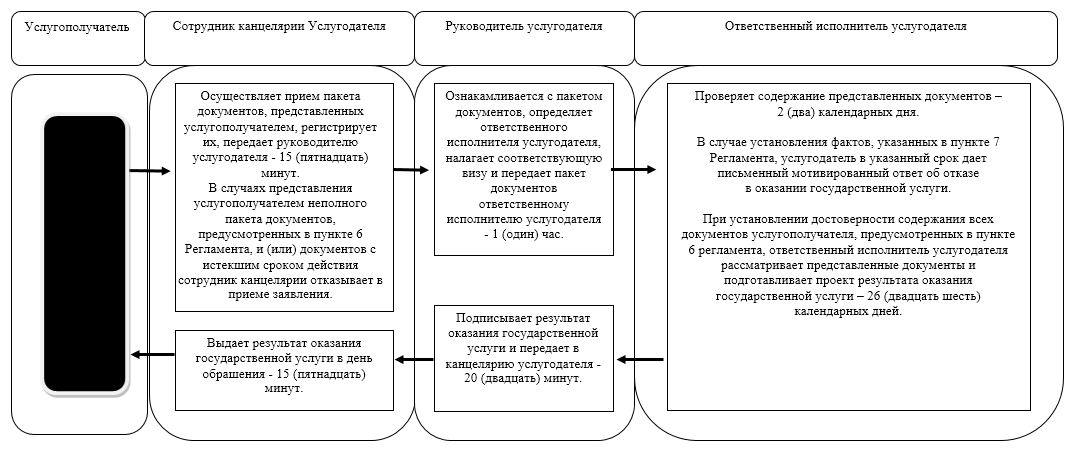 Услугополучатель
Сотрудник канцелярии Услугодателя
Руководитель услугодателя
Ответственный исполнитель услугодателя
Осуществляет прием пакета
документов, представленных
услугополучателем, регистрирует
их, передает руководителю
услугодателя - 15 (пятнадцать)
минут.
В случаях представления
услугополучателем неполного
пакета документов,
предусмотренных в пункте 6
Регламента, и (или) документов с
истекшим сроком действия
сотрудник канцелярии отказывает в
приеме заявления.
Ознакамливается с пакетом
документов, определяет
ответственного
исполнителя услугодателя,
налагает соответствующую
визу и передает пакет
документов
ответственному
исполнителю услугодателя
- 1 (один) час.
Проверяет содержание представленных документов –
2 (два) календарных дня.
В случае установления фактов, указанных в пункте 7
Регламента, услугодатель в указанный срок дает
письменный мотивированный ответ об отказе
в оказании государственной услуги.
При установлении достоверности содержания всех
документов услугополучателя, предусмотренных в пункте
6 регламента, ответственный исполнитель услугодателя
рассматривает представленные документы и
подготавливает проект результата оказания
государственной услуги – 26 (двадцать шесть)
календарных дней.
Выдает результат оказания
государственной услуги в день
обрашения - 15 (пятнадцать)
минут.
Подписывает результат
оказания государственной
услуги и передает в
канцелярию услугодателя -
20 (двадцать) минут.